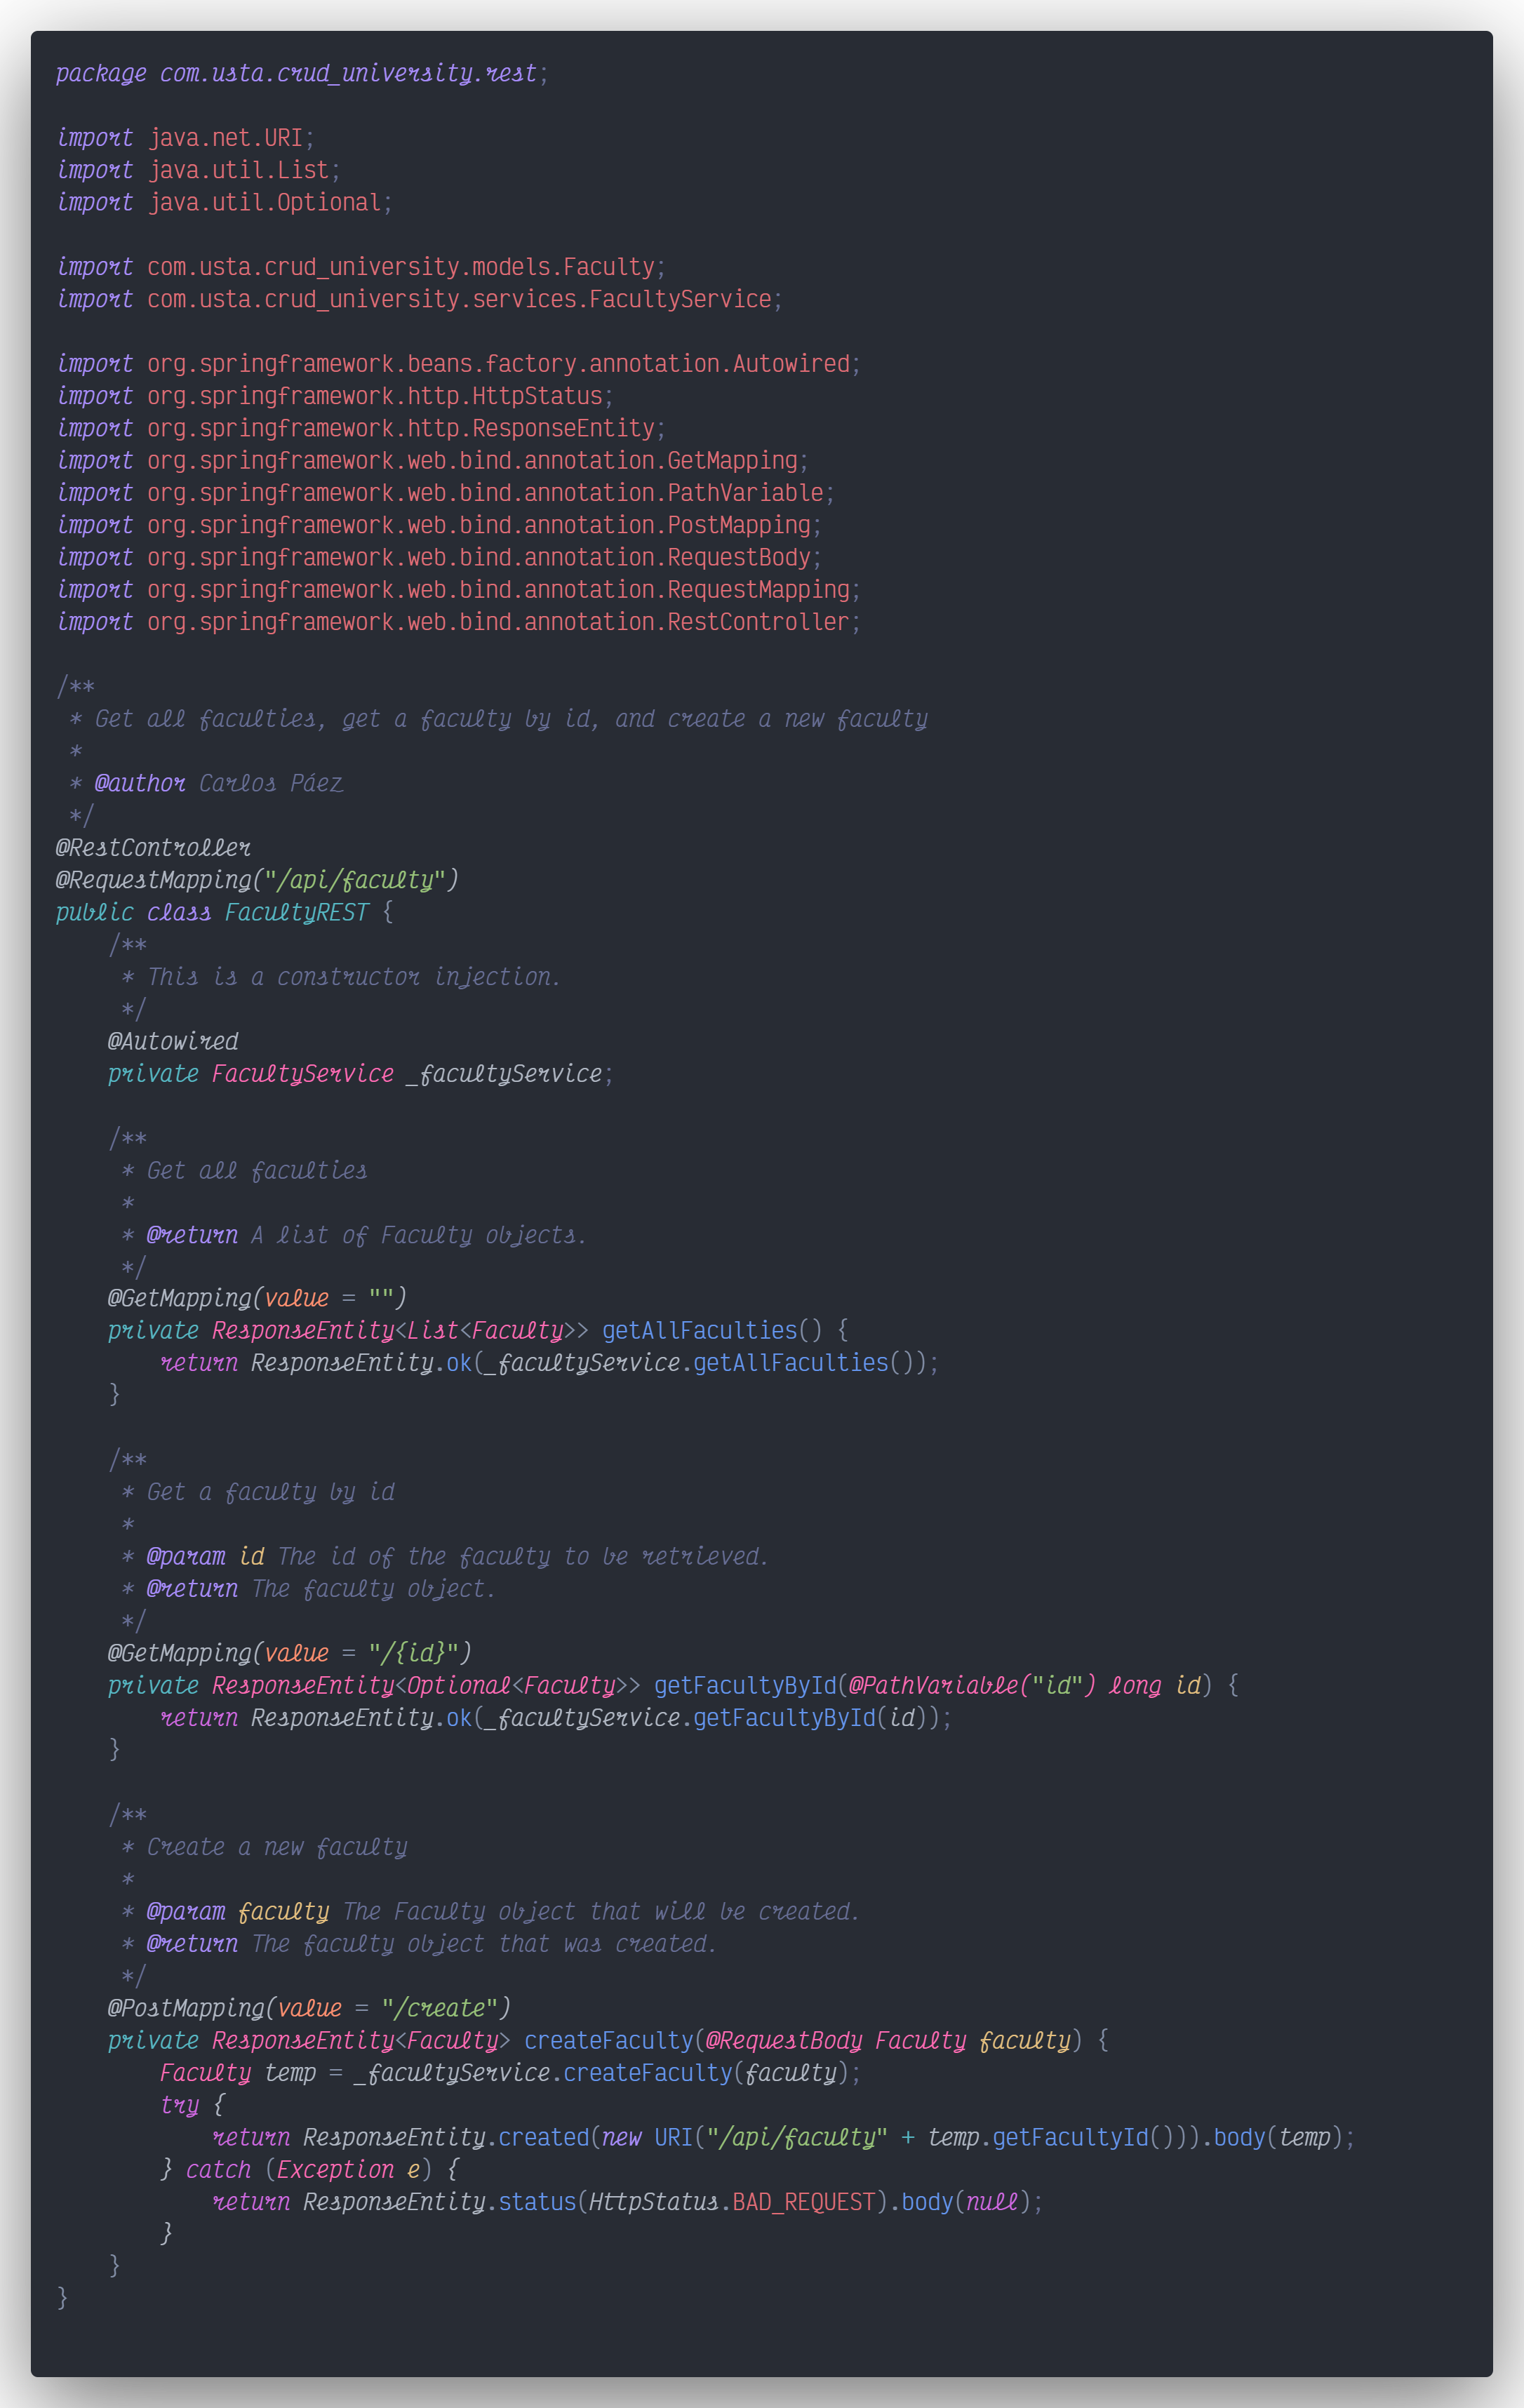 package com.usta.crud_university.rest;

import java.net.URI;
import java.util.List;
import java.util.Optional;

import com.usta.crud_university.models.Faculty;
import com.usta.crud_university.services.FacultyService;

import org.springframework.beans.factory.annotation.Autowired;
import org.springframework.http.HttpStatus;
import org.springframework.http.ResponseEntity;
import org.springframework.web.bind.annotation.GetMapping;
import org.springframework.web.bind.annotation.PathVariable;
import org.springframework.web.bind.annotation.PostMapping;
import org.springframework.web.bind.annotation.RequestBody;
import org.springframework.web.bind.annotation.RequestMapping;
import org.springframework.web.bind.annotation.RestController;

/**
 * Get all faculties, get a faculty by id, and create a new faculty
 *
 * @author Carlos Páez
 */
@RestController
@RequestMapping("/api/faculty")
public class FacultyREST {
    /**
     * This is a constructor injection.
     */
    @Autowired
    private FacultyService _facultyService;

    /**
     * Get all faculties
     *
     * @return A list of Faculty objects.
     */
    @GetMapping(value = "")
    private ResponseEntity<List<Faculty>> getAllFaculties() {
        return ResponseEntity.ok(_facultyService.getAllFaculties());
    }

    /**
     * Get a faculty by id
     *
     * @param id The id of the faculty to be retrieved.
     * @return The faculty object.
     */
    @GetMapping(value = "/{id}")
    private ResponseEntity<Optional<Faculty>> getFacultyById(@PathVariable("id") long id) {
        return ResponseEntity.ok(_facultyService.getFacultyById(id));
    }

    /**
     * Create a new faculty
     *
     * @param faculty The Faculty object that will be created.
     * @return The faculty object that was created.
     */
    @PostMapping(value = "/create")
    private ResponseEntity<Faculty> createFaculty(@RequestBody Faculty faculty) {
        Faculty temp = _facultyService.createFaculty(faculty);
        try {
            return ResponseEntity.created(new URI("/api/faculty" + temp.getFacultyId())).body(temp);
        } catch (Exception e) {
            return ResponseEntity.status(HttpStatus.BAD_REQUEST).body(null);
        }
    }
}